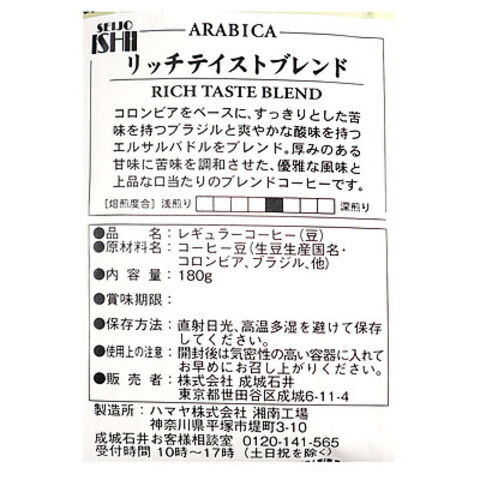 SEIJO
ISHII
ARABICA
リッチテイストブレンド
RICH TASTE BLEND
コロンビアをベースに、すっきりとした苦
味を持つブラジルと爽やかな酸味を持つ
エルサルバドルをブレンド。厚みのある
甘味に苦味を調和させた、優雅な風味と
上品な口当たりのブレンドコーヒーです。
[焙煎度合] 浅煎り 深煎り
●品名：レギュラーコーヒー（豆）
●原材料名：コーヒー豆（生豆生産国名・
コロンビア、ブラジル、他）
●内容量：180g
●賞味期限：
●保存方法：直射日光、高温多湿を避けて保存
してください。
●使用上の注意：開封後は気密性の高い容器に入れて
お早めにお召し上がりください。
●販売者：株式会社 成城石井
東京都世田谷区成城6-11-4
製造所：ハマヤ株式会社 湘南工場
神奈川県平塚市堤町3-10
成城石井お客様相談室 0120-141-565
受付時間 10時～17時（土日祝を除く）